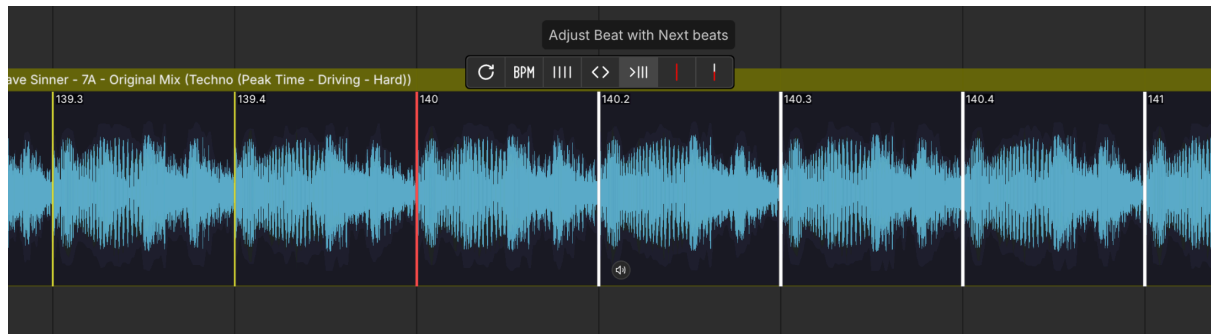 Adjust Beat with Next beats
BPM
ave Sinner - 7A - Original Mix (Techno (Peak Time - Driving - Hard))
139.3 139.4 140 140.2 140.3 140.4 141